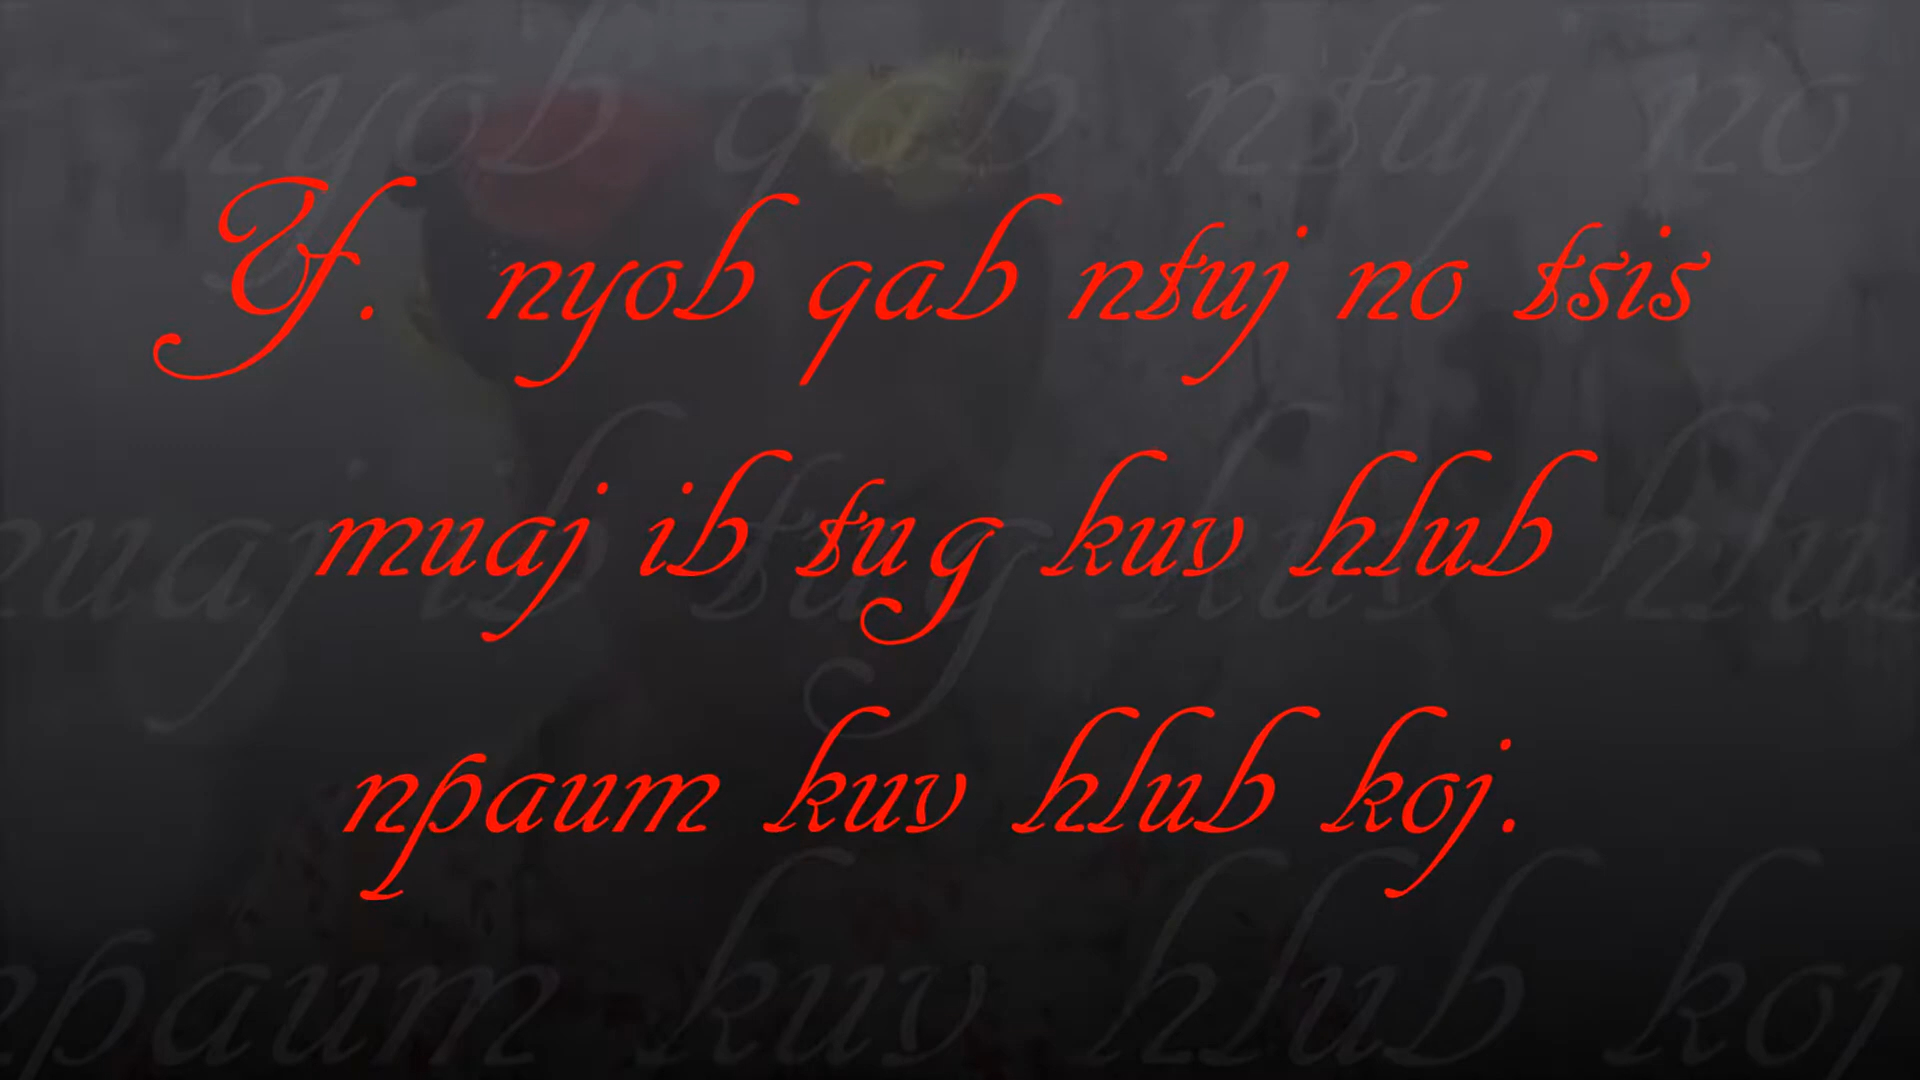 Y. nyob qab ntuj no tsis
muaj ib tug kuv hlub
npaum kuv hlub koj.